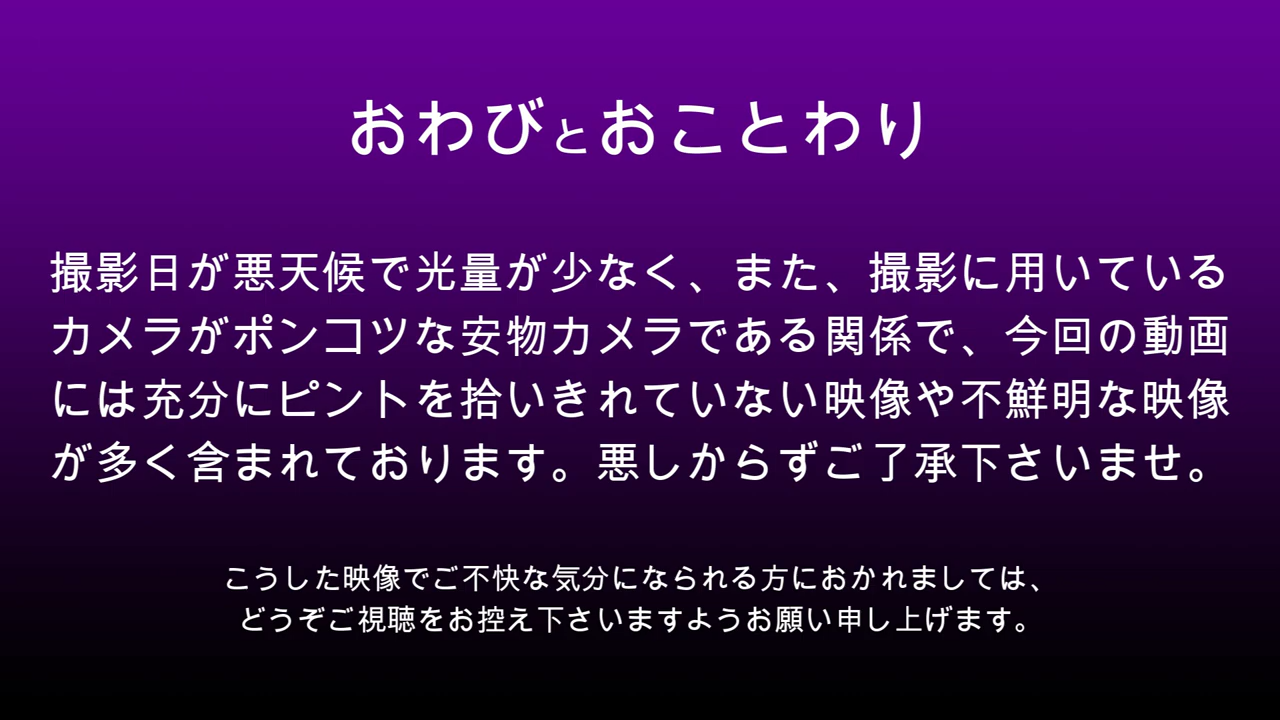 おわびとおことわり
撮影日が悪天候で光量が少なく、また、撮影に用いている
カメラがポンコツな安物カメラである関係で、今回の動画
には充分にピントを拾いきれていない映像や不鮮明な映像
が多く含まれております。悪しからずご了承下さいませ。
こうした映像でご不快な気分になられる方におかれましては、
どうぞご視聴をお控え下さいますようお願い申し上げます。